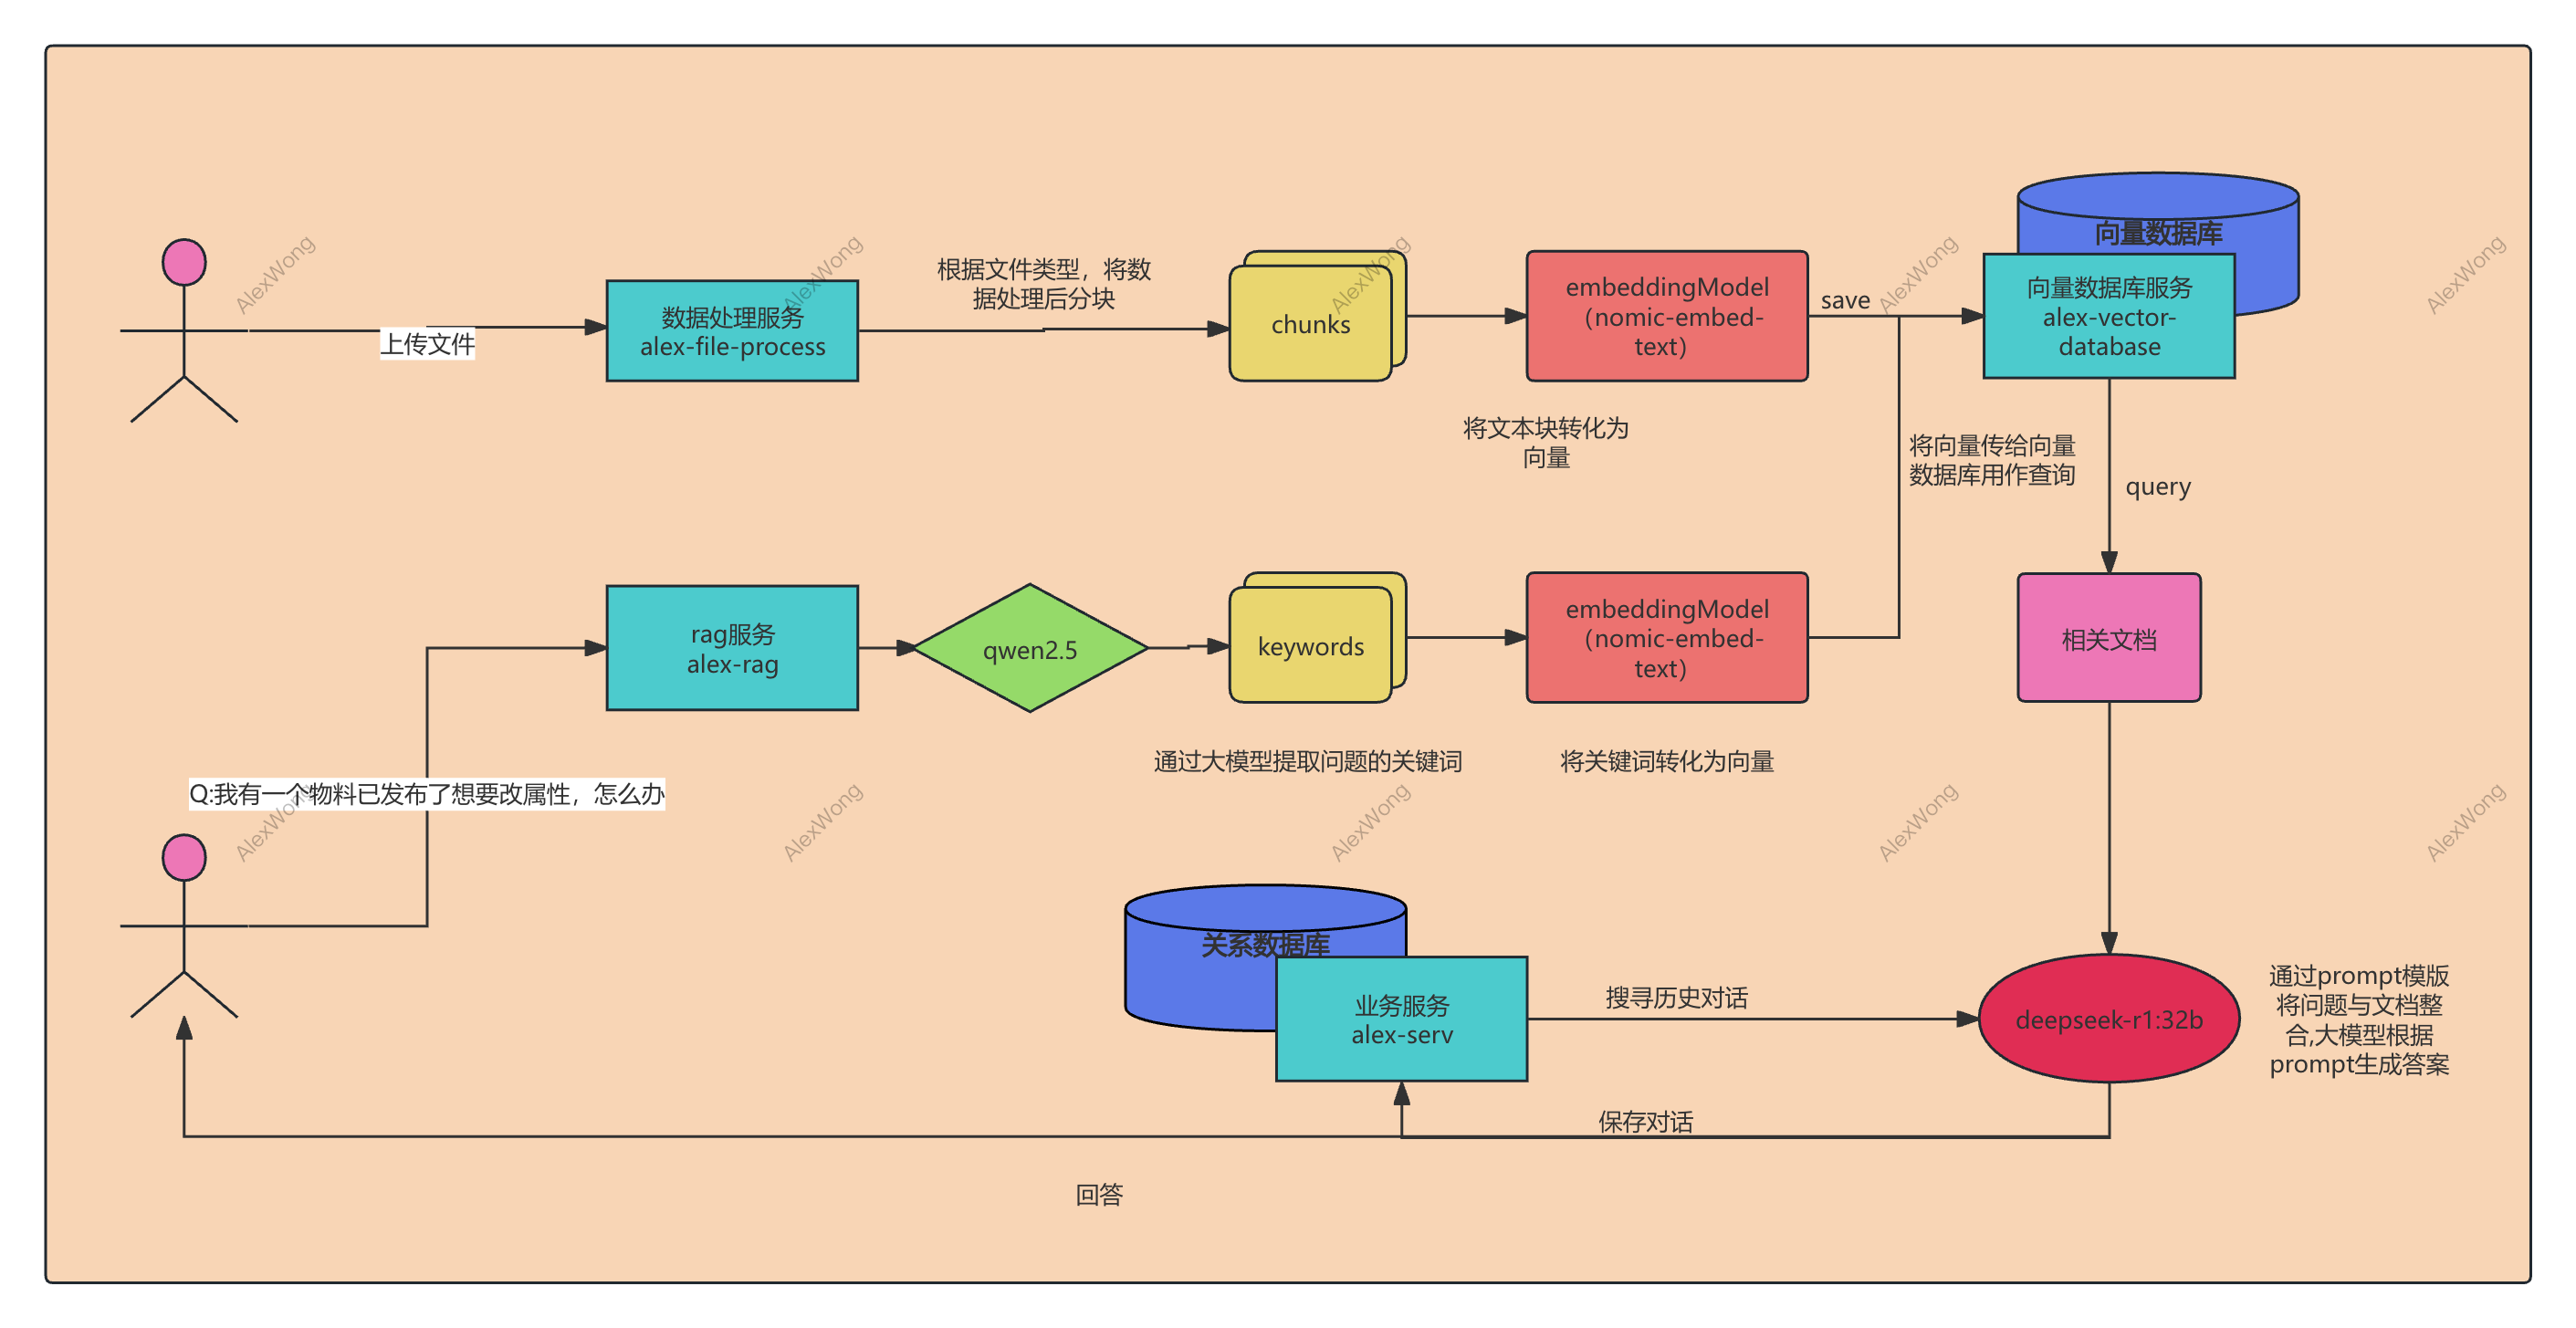 向量数据库
AlexWong
AlexWong
AlexWong
AlexWong
AlexWong
根据文件类型，将数
据处理后分块
上传文件
数据处理服务
alex-file-process
chunks
embeddingModel
（nomic-embed-
text）
save
向量数据库服务
alex-vector-
database
将文本块转化为
向量
将向量传给向量
数据库用作查询
query
rag服务
alex-rag
qwen2.5
keywords
embeddingModel
（nomic-embed-
text）
相关文档
通过大模型提取问题的关键词
将关键词转化为向量
Q:我有一个物料已发布了想要改属性，怎么办
AlexWong
AlexWong
AlexWong
AlexWong
AlexWong
关系数据库
业务服务
alex-serv
搜寻历史对话
deepseek-r1:32b
通过prompt模版
将问题与文档整
合,大模型根据
prompt生成答案
保存对话
回答